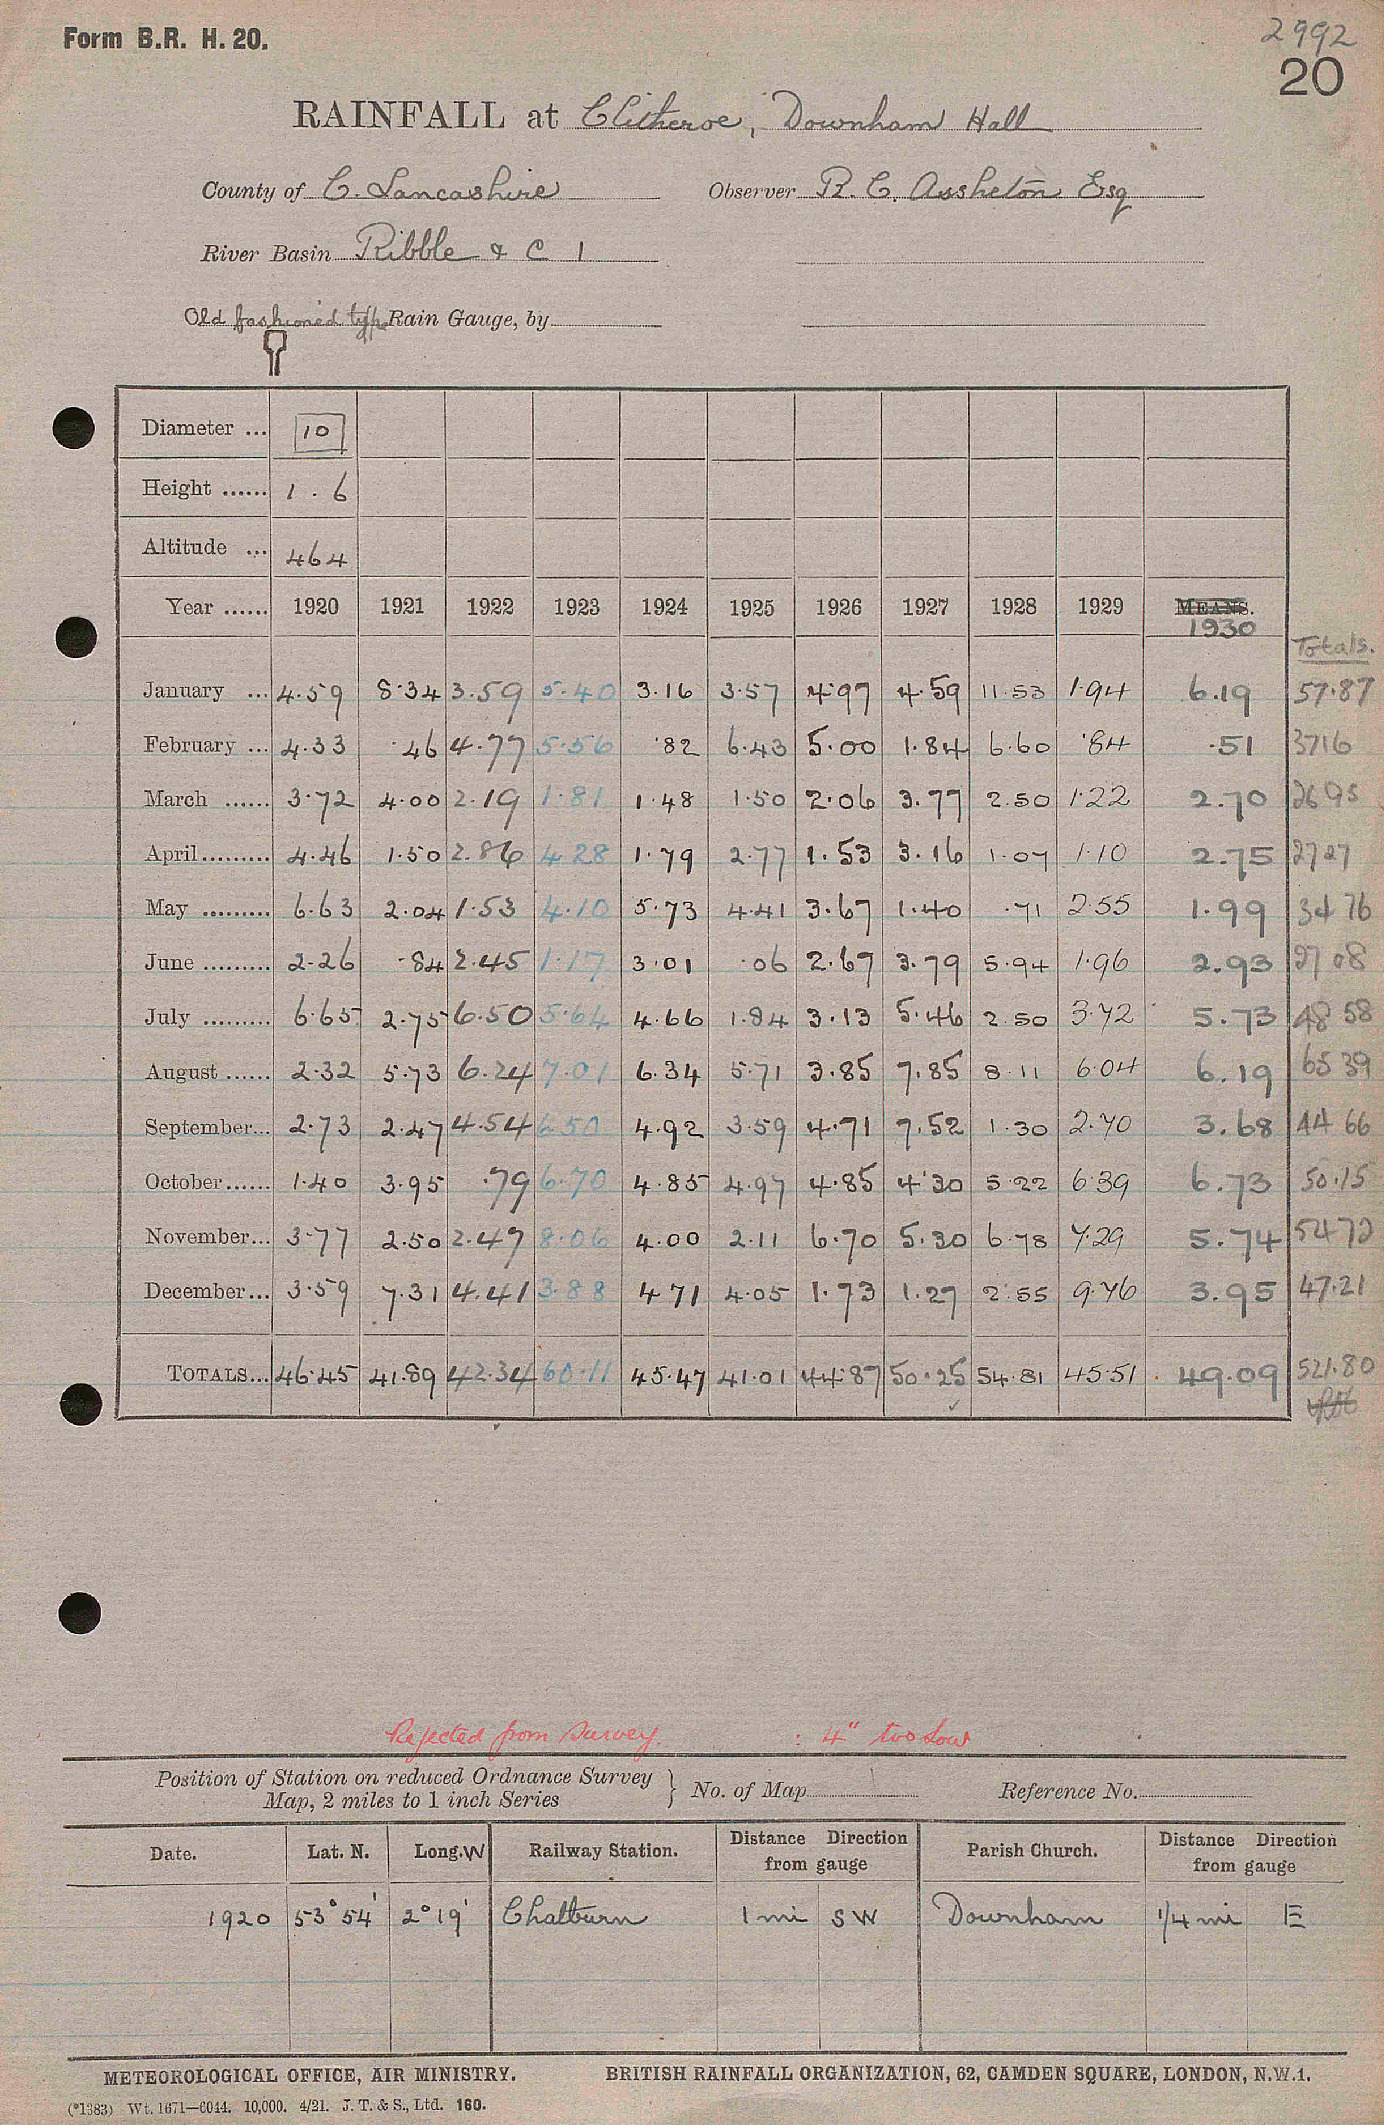 Form B.R. H. 20.
2992
20
RAINFALL at Clitheroe, Downham Hall
County of C. Lancashire Observer R. C. Assheton Esq
River Basin Ribble & C 1
Old fashioned type Rain Gauge, by
Diameter ... 10
Height ...... 1 . 6
Altitude ... 464
Year ...... 1920 1921 1922 1923 1924 1925 1926 1927 1928 1929 MEANS. 1930 Totals.
January ... 4.59 8.34 3.59 5.40 3.16 3.57 4.97 4.59 11.53 1.94 6.19 57.87
February ... 4.33 .46 4.77 5.56 .82 6.43 5.00 1.84 6.60 .84 .51 3716
March ...... 3.72 4.00 2.19 1.81 1.48 1.50 2.06 3.77 2.50 1.22 2.70 2695
April......... 4.46 1.50 2.86 4.28 1.79 2.77 1.53 3.16 1.07 1.10 2.75 2727
May ......... 6.63 2.04 1.53 4.10 5.73 4.41 3.67 1.40 .71 2.55 1.99 34 76
June ......... 2.26 .84 2.45 1.17 3.01 .06 2.67 3.79 5.94 1.96 2.93 27 08
July ......... 6.65 2.75 6.50 5.64 4.66 1.84 3.13 5.46 2.50 3.72 5.73 48 58
August ...... 2.32 5.73 6.24 7.01 6.34 5.71 3.85 7.85 8.11 6.04 6.19 65 39
September... 2.73 2.47 4.54 6.50 4.92 3.59 4.71 7.52 1.30 2.70 3.68 44 66
October...... 1.40 3.95 .79 6.70 4.85 4.97 4.85 4.30 5.22 6.39 6.73 50.15
November... 3.77 2.50 2.47 8.06 4.00 2.11 6.70 5.30 6.78 7.29 5.74 5472
December... 3.59 7.31 4.41 3.88 4.71 4.05 1.73 1.27 2.55 9.76 3.95 47.21
TOTALS... 46.45 41.89 42.34 60.11 45.47 41.01 44.87 50.25 54.81 45.51 49.09 521.80
Rejected from Survey. : 4" too low
Position of Station on reduced Ordnance Survey Map, 2 miles to 1 inch Series } No. of Map Reference No.
Date. Lat. N. Long. W Railway Station. Distance Direction from gauge Parish Church. Distance Direction from gauge
1920 53° 54' 2° 19' Chatburn 1 mi SW Downham 1/4 mi E
METEOROLOGICAL OFFICE, AIR MINISTRY. BRITISH RAINFALL ORGANIZATION, 62, CAMDEN SQUARE, LONDON, N.W.1.
(*1383) Wt. 1671—6044. 10,000. 4/21. J. T. & S., Ltd. 160.